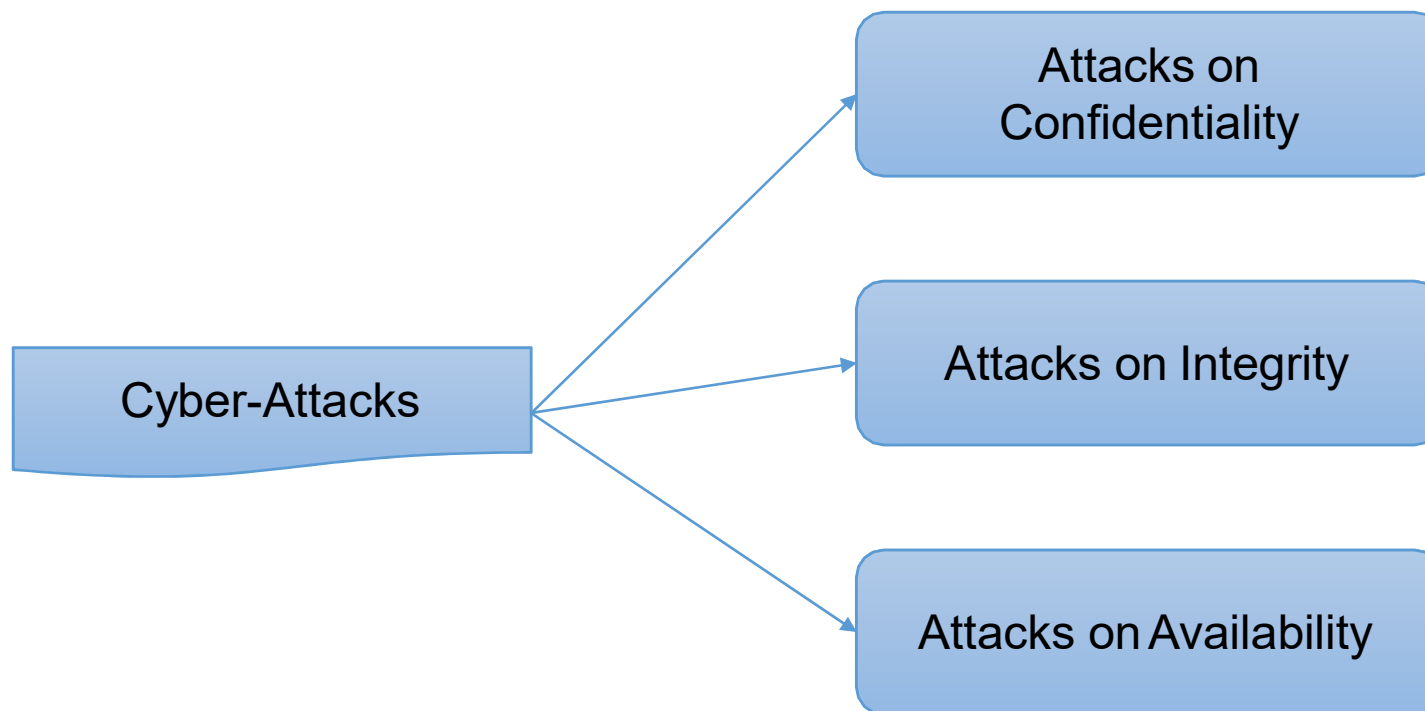 Attacks on
Confidentiality
Attacks on Integrity
Cyber-Attacks
Attacks on Availability